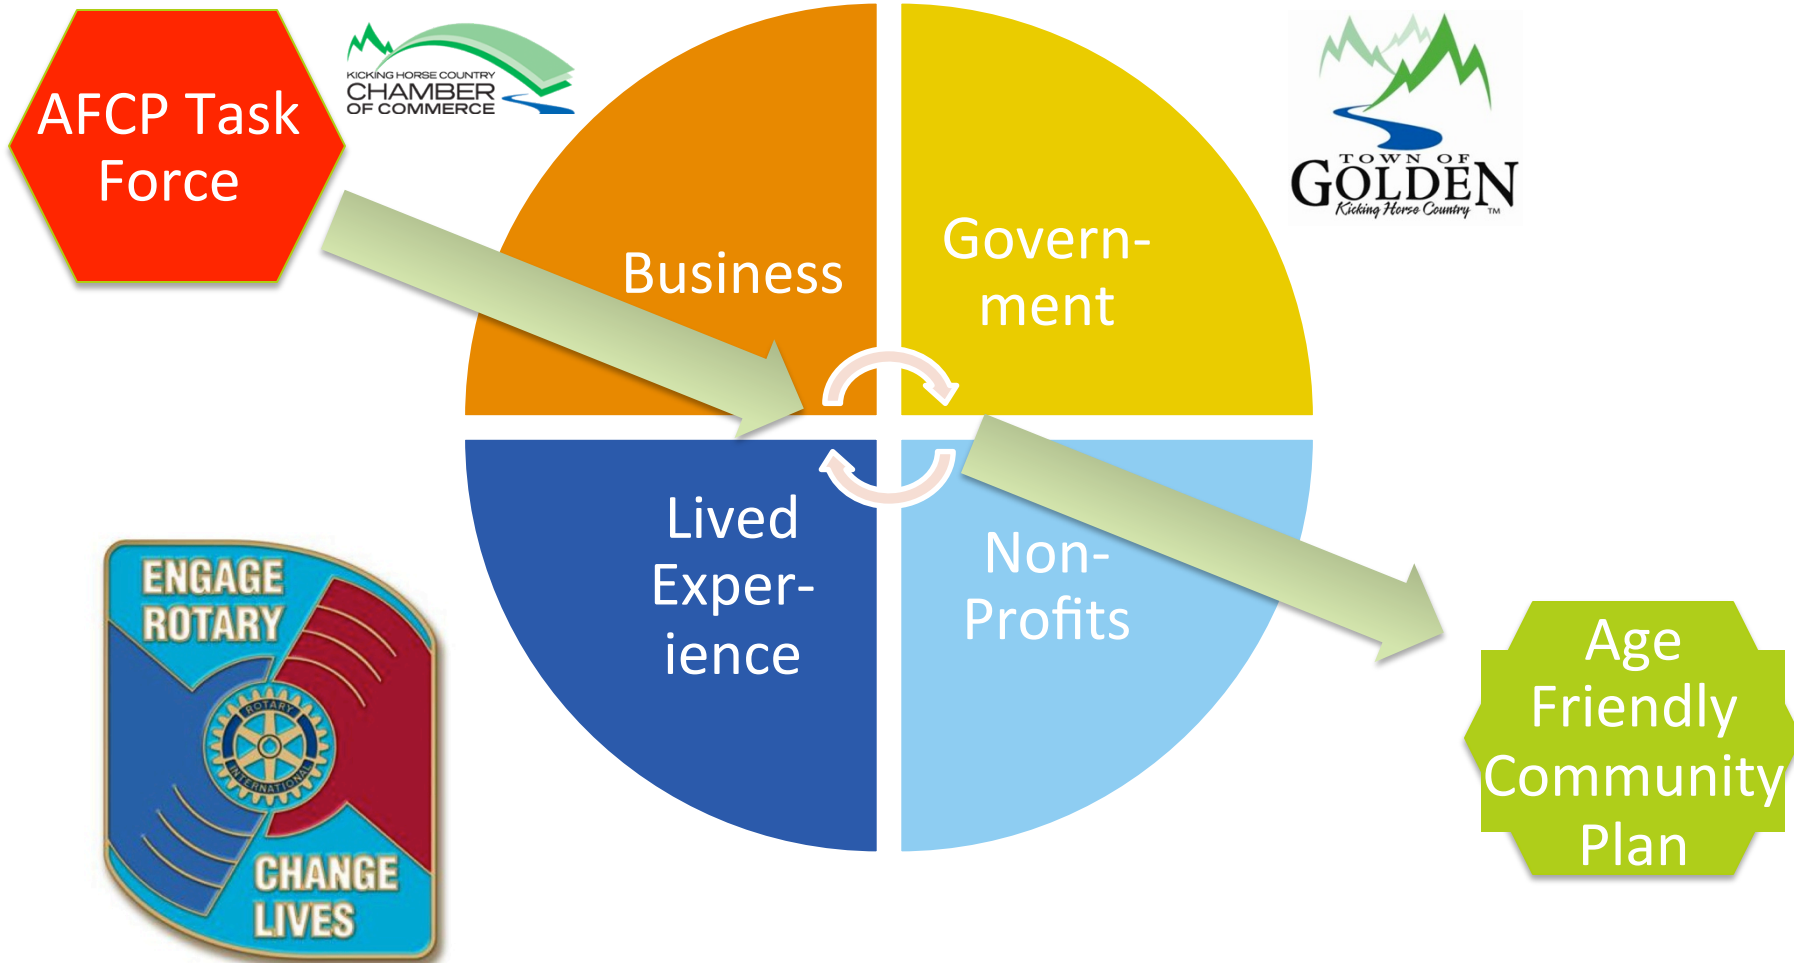 AFCP Task
Force
KICKING HORSE COUNTRY
CHAMBER
OF COMMERCE
Business
Govern-
ment
TOWN OF
GOLDEN
Kicking Horse Country TM
Lived
Exper-
ience
Non-
Profits
ENGAGE
ROTARY
ROTARY
INTERNATIONAL
CHANGE
LIVES
Age
Friendly
Community
Plan